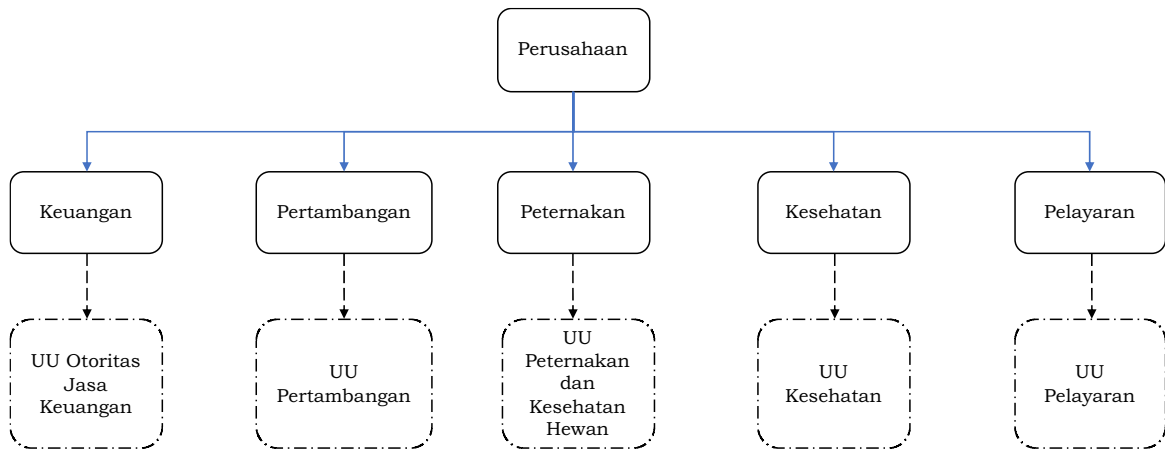 Perusahaan
Keuangan
Pertambangan
Peternakan
Kesehatan
Pelayaran
UU Otoritas
Jasa
Keuangan
UU
Pertambangan
UU
Peternakan
dan
Kesehatan
Hewan
UU
Kesehatan
UU
Pelayaran